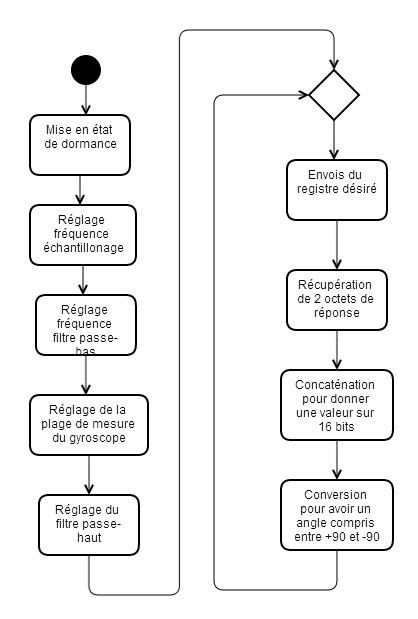 Mise en état
de dormance
Réglage
fréquence
échantillonage
Réglage
fréquence
filtre passe-
bas
Réglage de la
plage de mesure
du gyroscope
Réglage du
filtre passe-
haut
Envois du
registre désiré
Récupération
de 2 octets de
réponse
Concaténation
pour donner
une valeur sur
16 bits
Conversion
pour avoir un
angle compris
entre +90 et -90